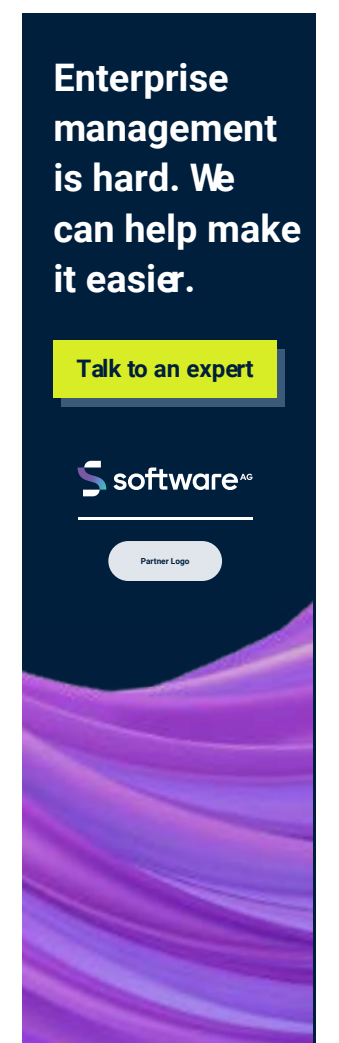 Enterprise
management
is hard. We
can help make
it easier.
Talk to an expert
software AG
Partner Logo